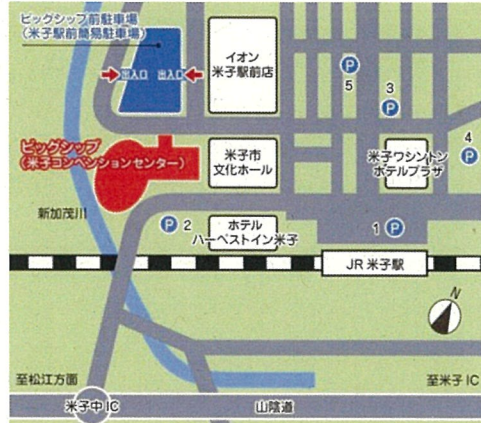 ビッグシップ前駐車場
（米子駅前簡易駐車場）
出入口 出入口
イオン
米子駅前店
P
5
3
P
4
P
ビッグシップ
（米子コンベンションセンター）
米子市
文化ホール
米子ワシントン
ホテルプラザ
新加茂川
P 2
ホテル
ハーベストイン米子
1 P
JR 米子駅
N
至松江方面
至米子IC
米子中IC
山陰道